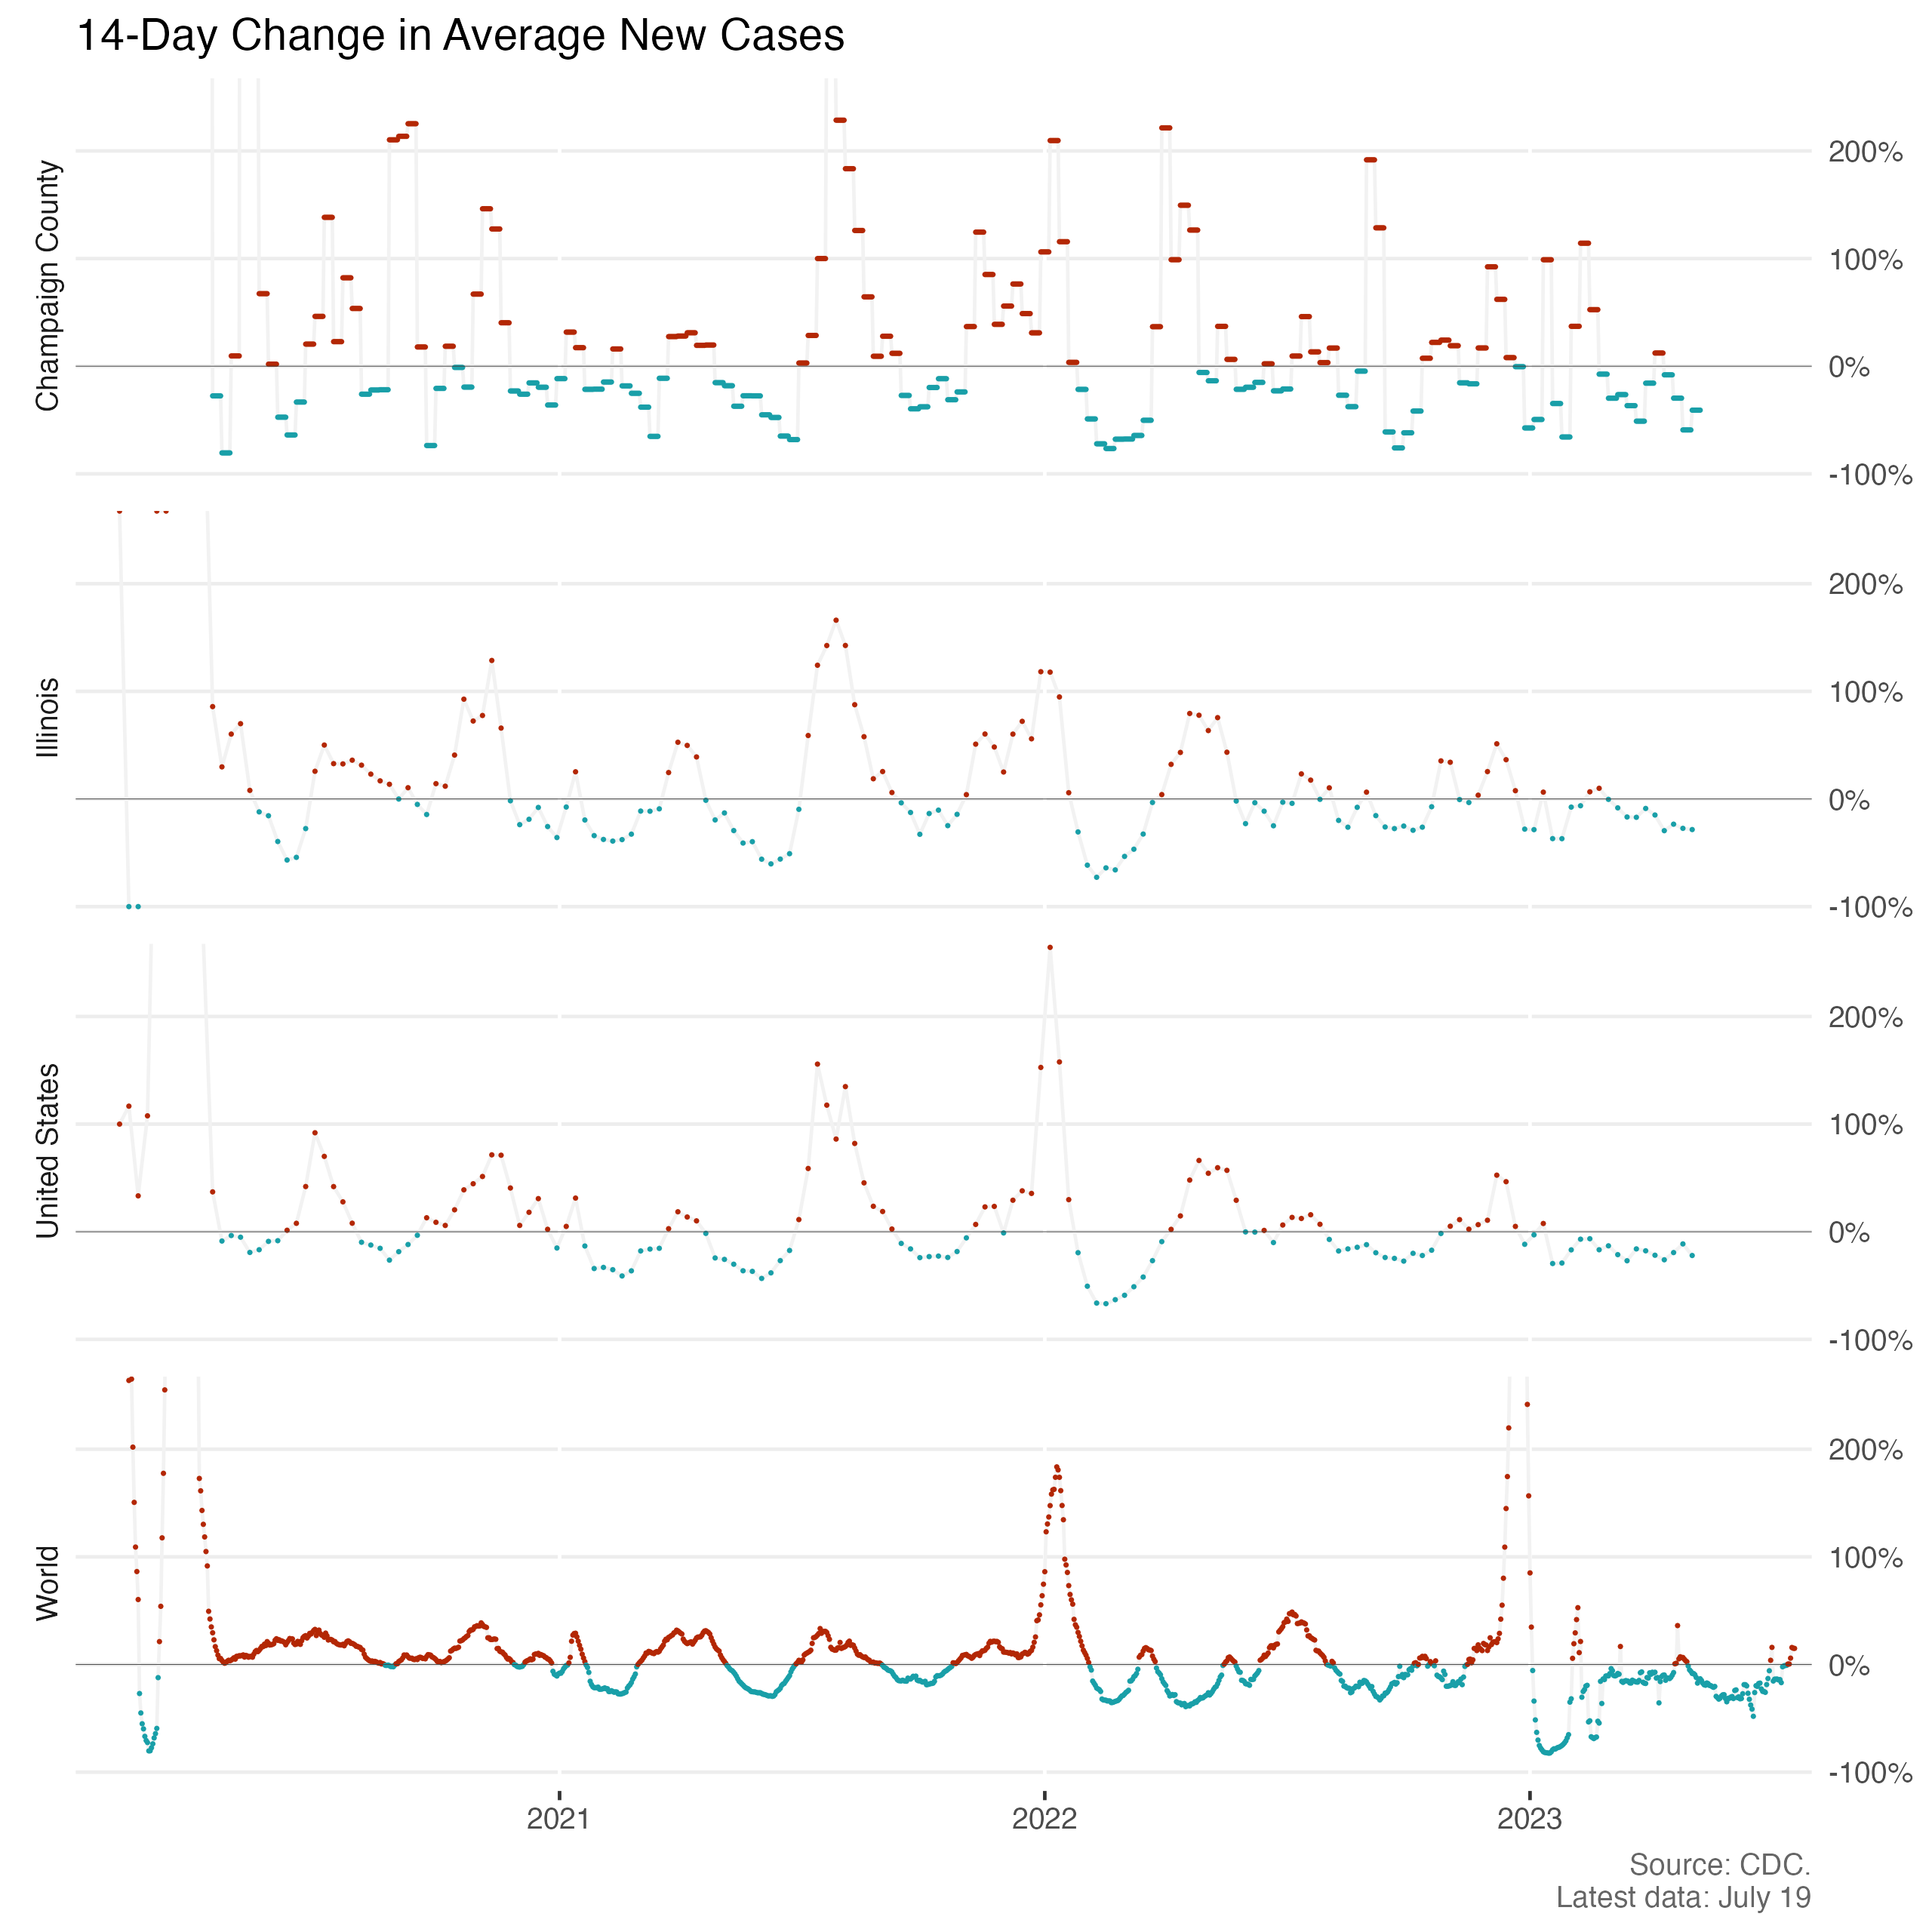 14-Day Change in Average New Cases
Champaign County
200%
100%
0%
-100%
Illinois
200%
100%
0%
-100%
United States
200%
100%
0%
-100%
World
200%
100%
0%
-100%
2021
2022
2023
Source: CDC.
Latest data: July 19